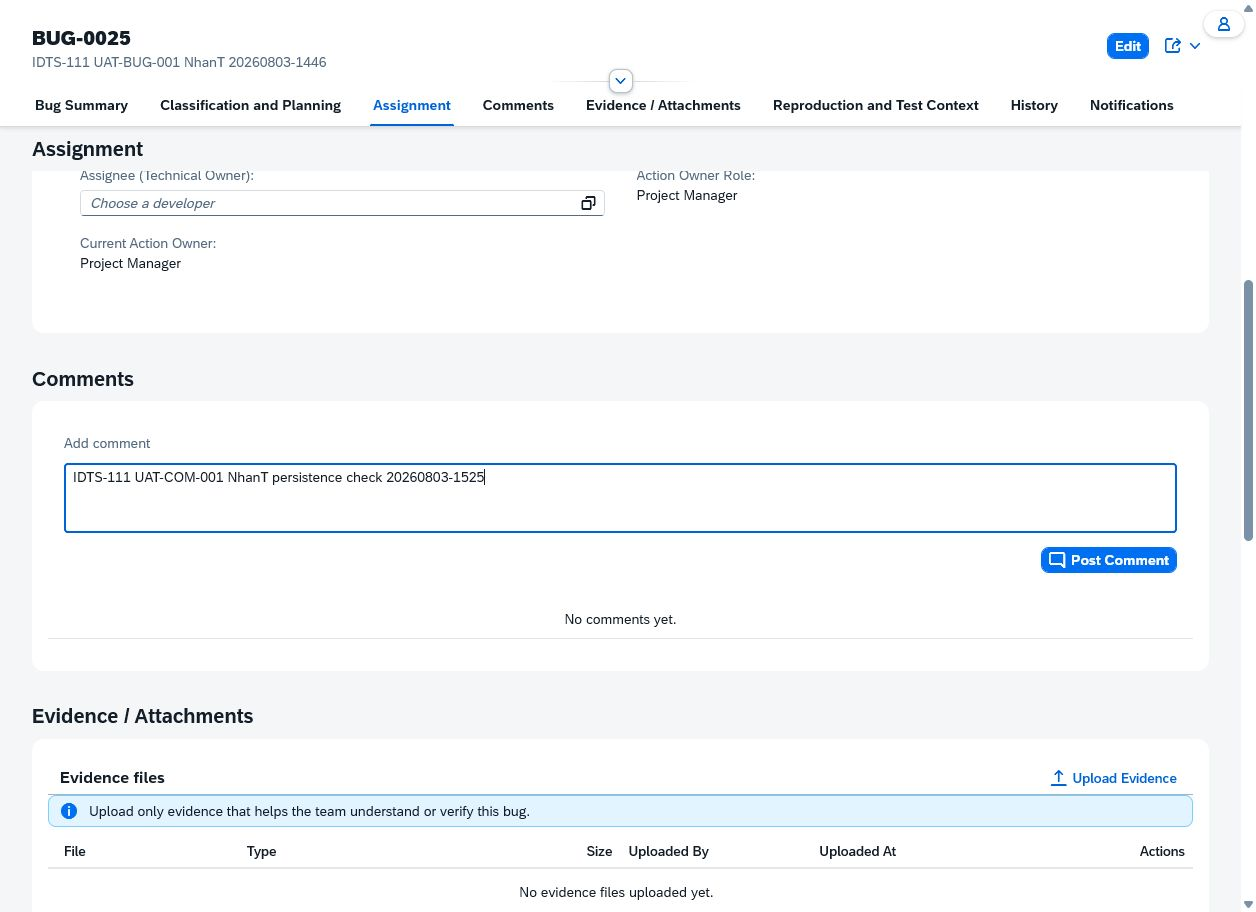 BUG-0025
IDTS-111 UAT-BUG-001 NhanT 20260803-1446
Edit
Bug Summary
Classification and Planning
Assignment
Comments
Evidence / Attachments
Reproduction and Test Context
History
Notifications
Assignment
Assignee (Technical Owner):
Choose a developer
Action Owner Role:
Project Manager
Current Action Owner:
Project Manager
Comments
Add comment
IDTS-111 UAT-COM-001 NhanT persistence check 20260803-1525
Post Comment
No comments yet.
Evidence / Attachments
Evidence files
Upload Evidence
Upload only evidence that helps the team understand or verify this bug.
File Type Size Uploaded By Uploaded At Actions
No evidence files uploaded yet.